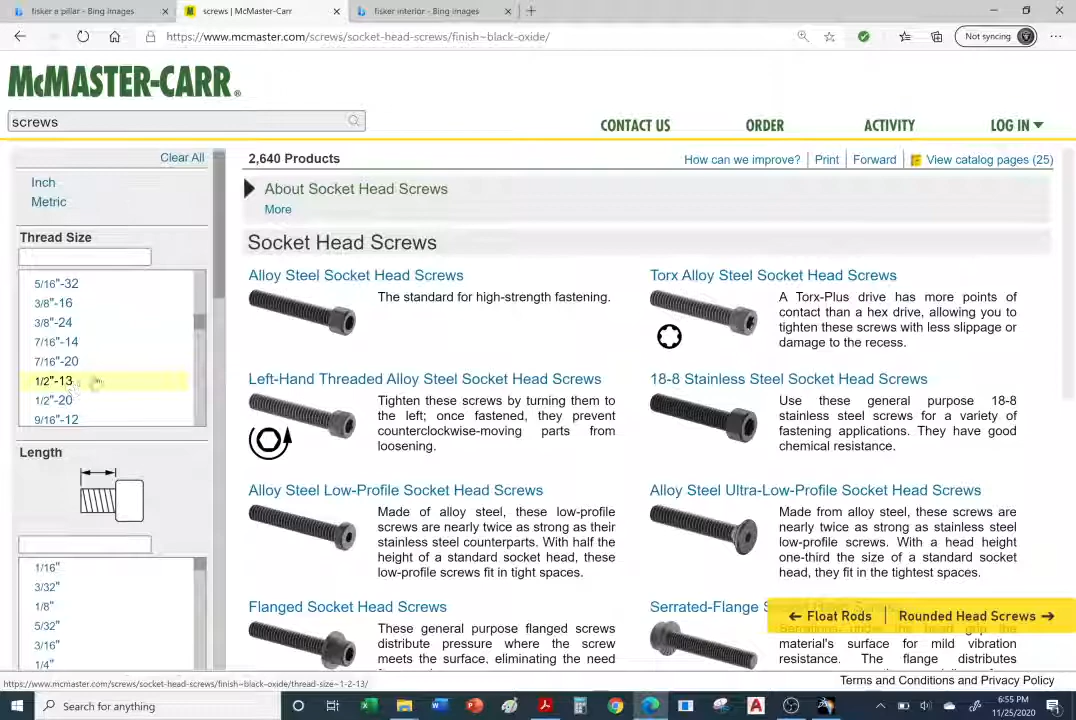 fisker a pillar - Bing images
screws | McMaster-Carr
fisker interior - Bing images
https://www.mcmaster.com/screws/socket-head-screws/finish~black-oxide/
Not syncing
McMASTER-CARR®
screws
CONTACT US
ORDER
ACTIVITY
LOG IN
Clear All
Inch
Metric
Thread Size
5/16"-32
3/8"-16
3/8"-24
7/16"-14
7/16"-20
1/2"-13
1/2"-20
9/16"-12
Length
1/16"
3/32"
1/8"
5/32"
3/16"
1/4"
2,640 Products
How can we improve?
Print
Forward
View catalog pages (25)
About Socket Head Screws
More
Socket Head Screws
Alloy Steel Socket Head Screws
The standard for high-strength fastening.
Torx Alloy Steel Socket Head Screws
A Torx-Plus drive has more points of
contact than a hex drive, allowing you to
tighten these screws with less slippage or
damage to the recess.
Left-Hand Threaded Alloy Steel Socket Head Screws
Tighten these screws by turning them to
the left; once fastened, they prevent
counterclockwise-moving parts from
loosening.
18-8 Stainless Steel Socket Head Screws
Use these general purpose 18-8
stainless steel screws for a variety of
fastening applications. They have good
chemical resistance.
Alloy Steel Low-Profile Socket Head Screws
Made of alloy steel, these low-profile
screws are nearly twice as strong as their
stainless steel counterparts. With half the
height of a standard socket head, these
low-profile screws fit in tight spaces.
Alloy Steel Ultra-Low-Profile Socket Head Screws
Made from alloy steel, these screws are
nearly twice as strong as stainless steel
low-profile screws. With a head height
one-third the size of a standard socket
head, they fit in the tightest spaces.
Flanged Socket Head Screws
These general purpose flanged screws
distribute pressure where the screw
meets the surface, eliminating the need
Serrated-Flange S
← Float Rods
Rounded Head Screws →
Serrations under the head grip the
material's surface for mild vibration
resistance. The flange distributes
Terms and Conditions and Privacy Policy
https://www.mcmaster.com/screws/socket-head-screws/finish~black-oxide/thread-size~1-2-13/
Search for anything
6:55 PM
11/25/2020